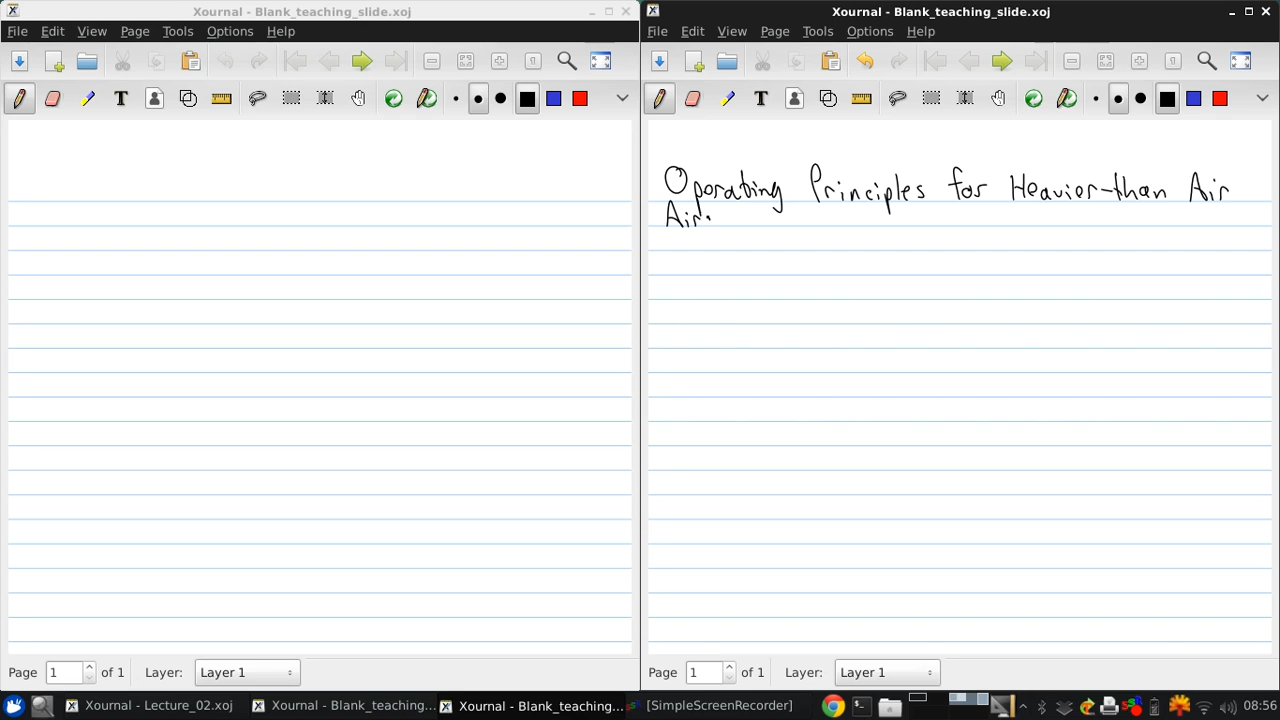 Xournal - Blank_teaching_slide.xoj
File Edit View Page Tools Options Help
Page 1 of 1 Layer: Layer 1
Xournal - Blank_teaching_slide.xoj
File Edit View Page Tools Options Help
Operating Principles for Heavier-than Air
Air
Page 1 of 1 Layer: Layer 1
Xournal - Lecture_02.xoj Xournal - Blank_teaching... Xournal - Blank_teaching... [SimpleScreenRecorder] 08:56